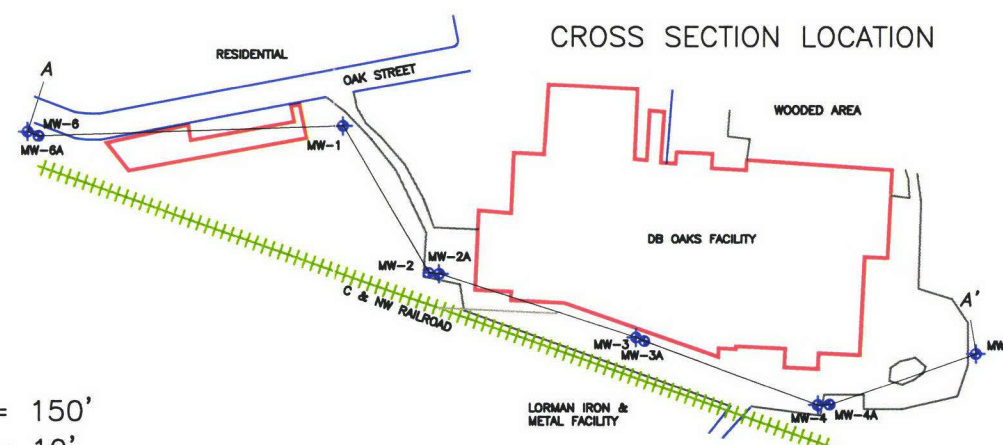 CROSS SECTION LOCATION
RESIDENTIAL
A
OAK STREET
WOODED AREA
MW-6
MW-6A
MW-1
DB OAKS FACILITY
MW-2
MW-2A
A'
C & NW RAILROAD
MW-3
MW-3A
MW
= 150'
LORMAN IRON &
METAL FACILITY
MW-4
MW-4A